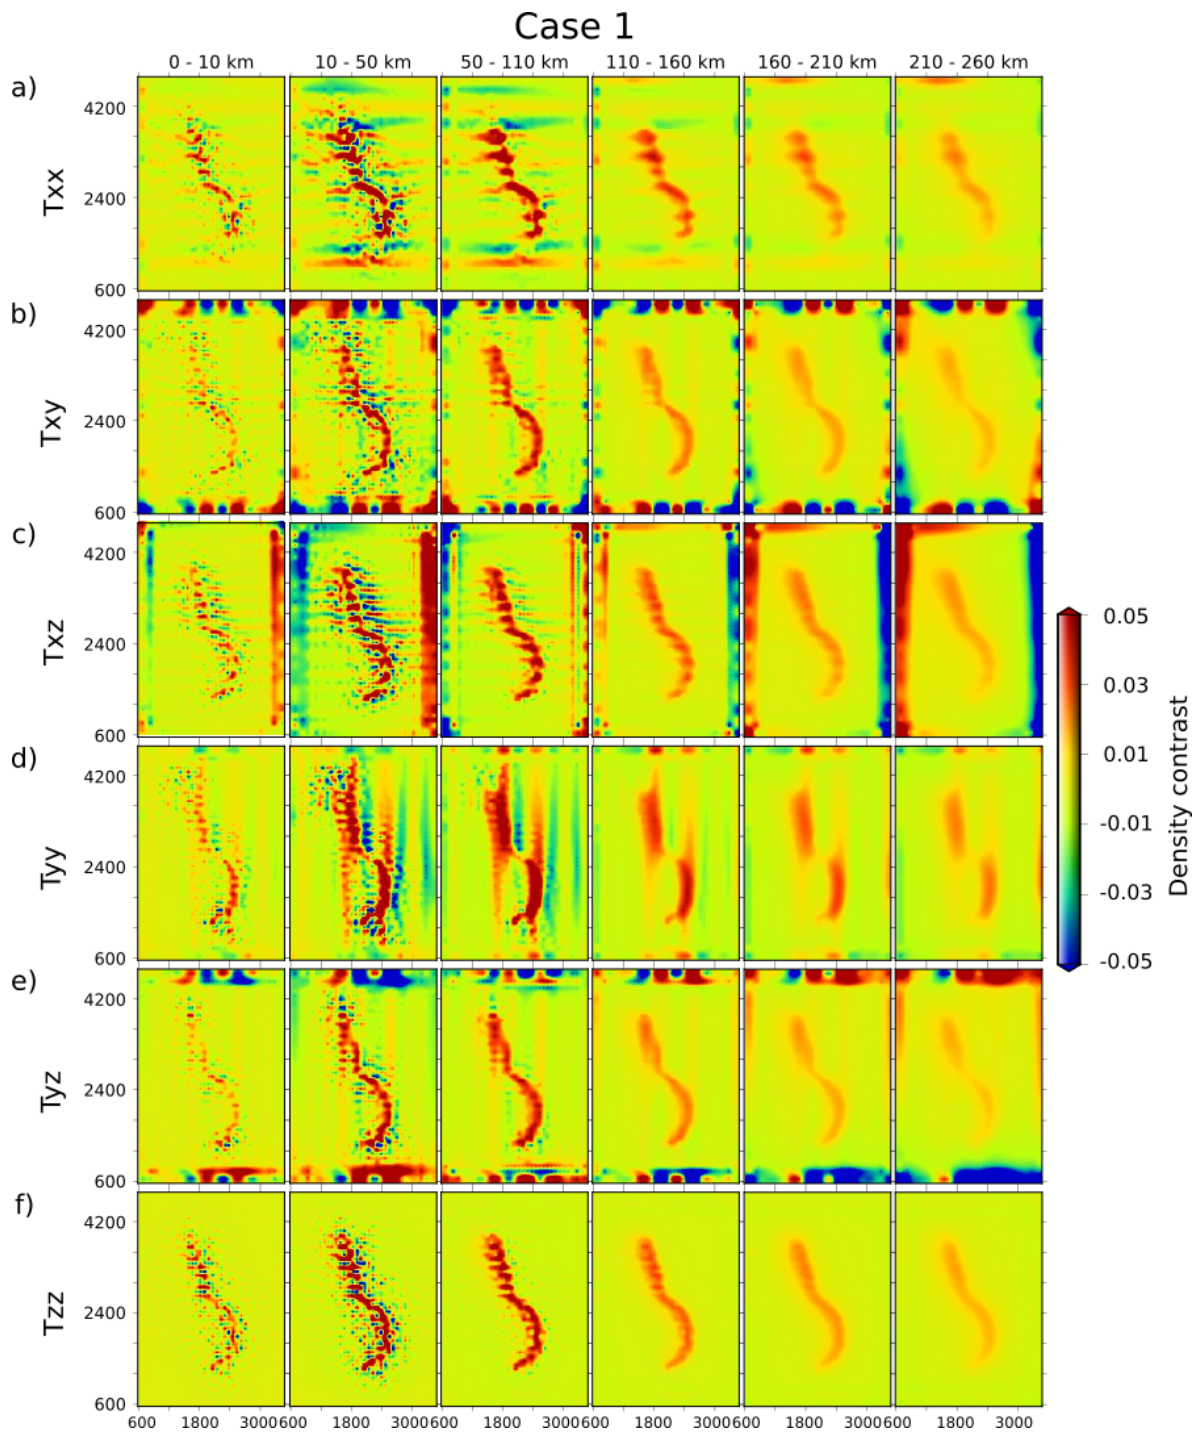 Case 1
0 - 10 km 10 - 50 km 50 - 110 km 110 - 160 km 160 - 210 km 210 - 260 km
a)
4200
Txx
2400
600
b)
4200
Txy
2400
600
c)
4200
Txz
2400
600
d)
4200
Tyy
2400
600
e)
4200
Tyz
2400
600
f)
4200
Tzz
2400
600
600 1800 3000600 1800 3000600 1800 3000600 1800 3000600 1800 3000600 1800 3000
0.05
0.03
0.01
-0.01
-0.03
-0.05
Density contrast